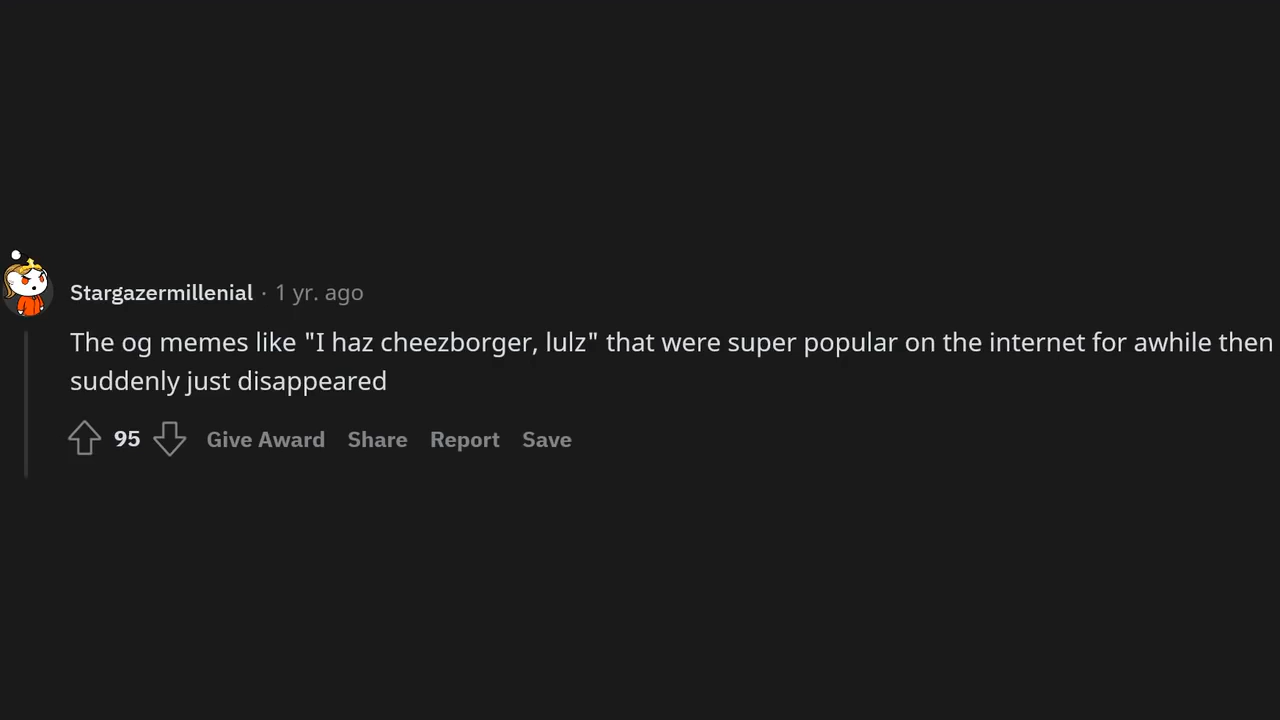 Stargazermillenial · 1 yr. ago
The og memes like "I haz cheezborger, lulz" that were super popular on the internet for awhile then
suddenly just disappeared
95 Give Award Share Report Save